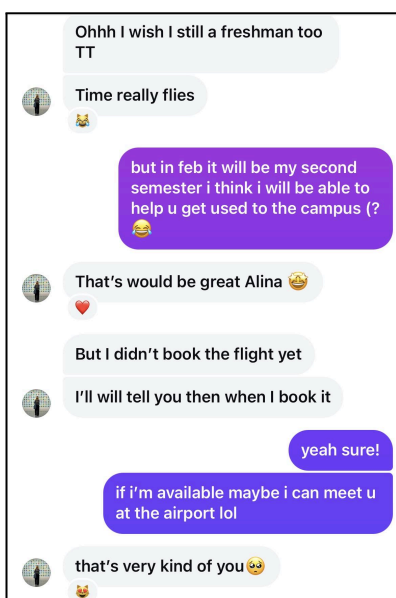 Ohhh I wish I still a freshman too
TT
Time really flies
😹
but in feb it will be my second
semester i think i will be able to
help u get used to the campus (?
😂
That's would be great Alina 🤩
❤️
But I didn't book the flight yet
I'll will tell you then when I book it
yeah sure!
if i'm available maybe i can meet u
at the airport lol
that's very kind of you🥺
😻